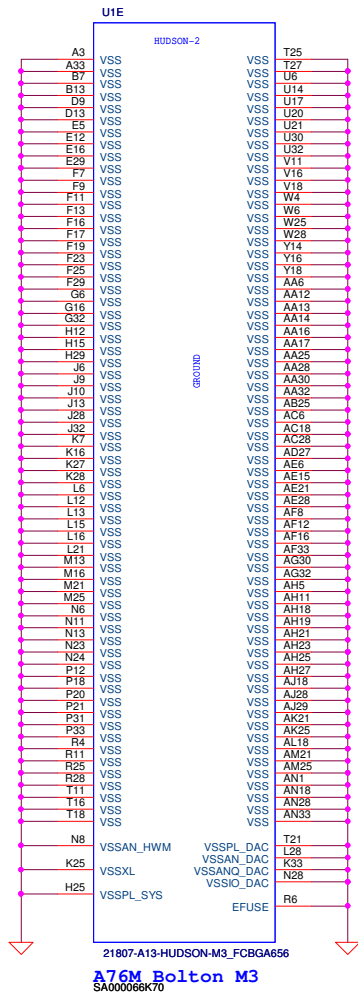 U1E
HUDSON-2
A3 VSS VSS T25
A33 VSS VSS T27
B7 VSS VSS U6
B13 VSS VSS U14
D9 VSS VSS U17
D13 VSS VSS U20
E5 VSS VSS U21
E12 VSS VSS U30
E16 VSS VSS U32
E29 VSS VSS V11
F7 VSS VSS V16
F9 VSS VSS V18
F11 VSS VSS W4
F13 VSS VSS W6
F16 VSS VSS W25
F17 VSS VSS W28
F19 VSS VSS Y14
F23 VSS VSS Y16
F25 VSS VSS Y18
F29 VSS VSS AA6
G6 VSS VSS AA12
G16 VSS VSS AA13
G32 VSS VSS AA14
H12 VSS VSS AA16
H15 VSS VSS AA17
H29 VSS VSS AA25
J6 VSS VSS AA28
J9 VSS VSS AA30
J10 VSS VSS AA32
J13 VSS VSS AB25
J28 VSS VSS AC6
J32 VSS VSS AC18
K7 VSS VSS AC28
K16 VSS VSS AD27
K27 VSS VSS AE6
K28 VSS VSS AE15
L6 VSS VSS AE21
L12 VSS VSS AE28
L13 VSS VSS AF8
L15 VSS VSS AF12
L16 VSS VSS AF16
L21 VSS VSS AF33
M13 VSS VSS AG30
M16 VSS VSS AG32
M21 VSS VSS AH5
M25 VSS VSS AH11
N6 VSS VSS AH18
N11 VSS VSS AH19
N13 VSS VSS AH21
N23 VSS VSS AH23
N24 VSS VSS AH25
P12 VSS VSS AH27
P18 VSS VSS AJ18
P20 VSS VSS AJ28
P21 VSS VSS AJ29
P31 VSS VSS AK21
P33 VSS VSS AK25
R4 VSS VSS AL18
R11 VSS VSS AM21
R25 VSS VSS AM25
R28 VSS VSS AN1
T11 VSS VSS AN18
T16 VSS VSS AN28
T18 VSS VSS AN33
GROUND
N8 VSSAN_HWM VSSPL_DAC T21
VSSAN_DAC L28
K25 VSSXL VSSANQ_DAC K33
VSSIO_DAC N28
H25 VSSPL_SYS
EFUSE R6
21807-A13-HUDSON-M3_FCBGA656
A76M Bolton M3
SA000066K70